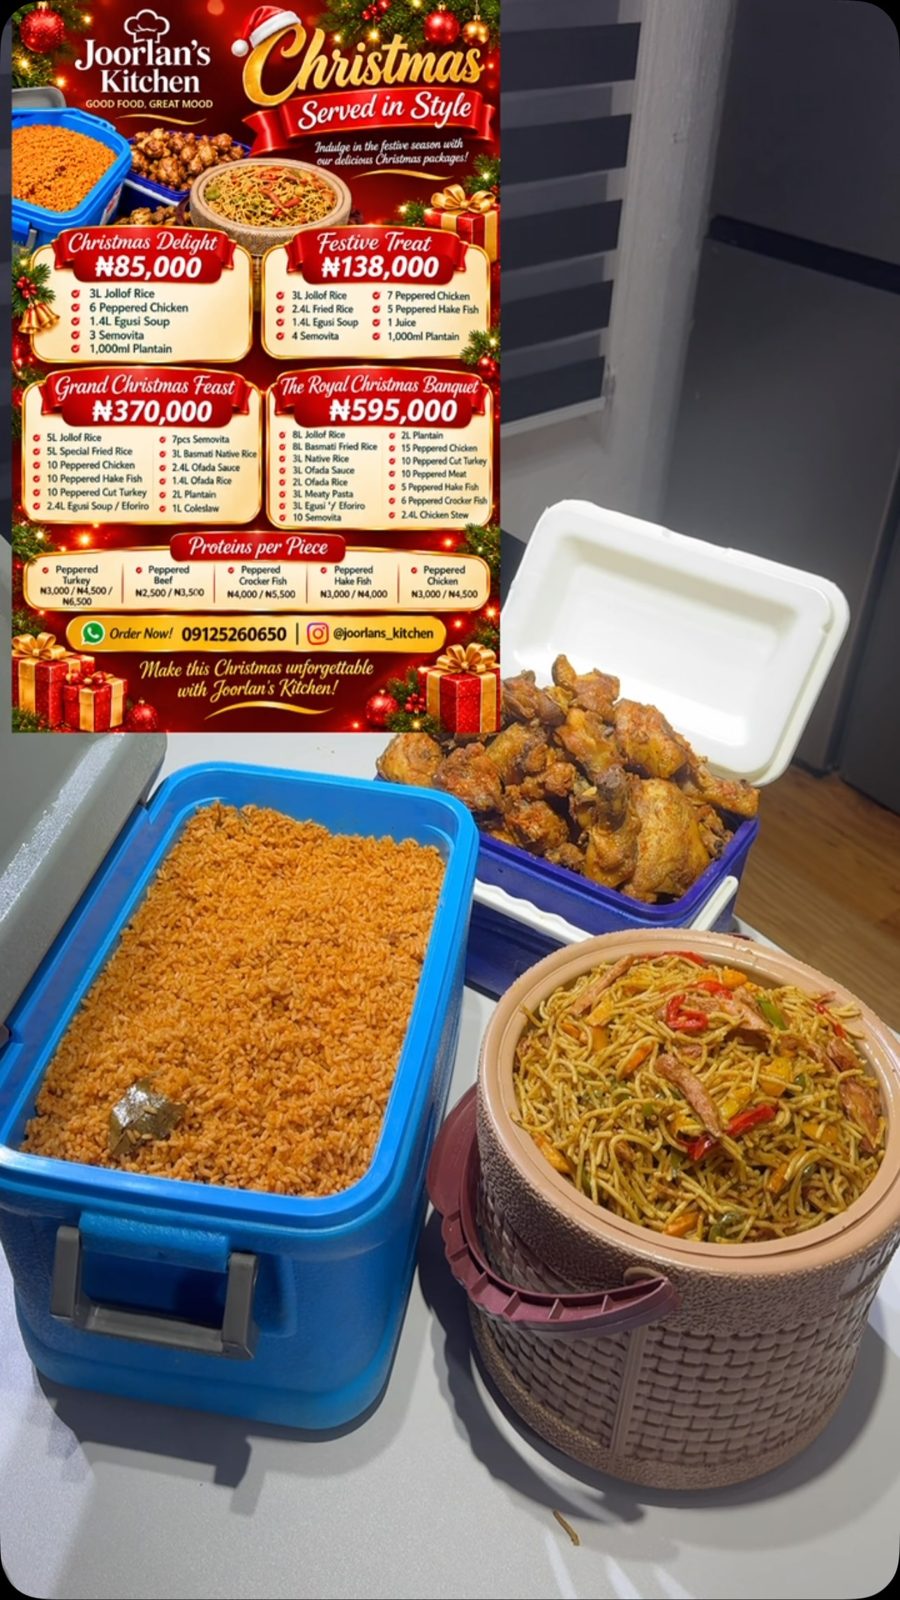 Joorlan's
Kitchen
GOOD FOOD, GREAT MOOD
Christmas
Served in Style
Indulge in the festive season with
our delicious Christmas packages!
Christmas Delight
₦85,000
3L Jollof Rice
6 Peppered Chicken
1.4L Egusi Soup
3 Semovita
1,000ml Plantain
Festive Treat
₦138,000
3L Jollof Rice
2.4L Fried Rice
1.4L Egusi Soup
4 Semovita
7 Peppered Chicken
5 Peppered Hake Fish
1 Juice
1,000ml Plantain
Grand Christmas Feast
₦370,000
5L Jollof Rice
5L Special Fried Rice
10 Peppered Chicken
10 Peppered Hake Fish
10 Peppered Cut Turkey
2.4L Egusi Soup / Eforiro
7pcs Semovita
3L Basmati Native Rice
2.4L Ofada Sauce
1.4L Ofada Rice
2L Plantain
1L Coleslaw
The Royal Christmas Banquet
₦595,000
8L Jollof Rice
8L Basmati Fried Rice
3L Native Rice
3L Ofada Sauce
2L Ofada Rice
3L Meaty Pasta
3L Egusi 'y' Eforiro
10 Semovita
2L Plantain
15 Peppered Chicken
10 Peppered Cut Turkey
10 Peppered Meat
5 Peppered Hake Fish
6 Peppered Crocker Fish
2.4L Chicken Stew
Proteins per Piece
Peppered
Turkey
₦3,000 / ₦4,500 /
₦6,500
Peppered
Beef
₦2,500 / ₦3,500
Peppered
Crocker Fish
₦4,000 / ₦5,500
Peppered
Hake Fish
₦3,000 / ₦4,000
Peppered
Chicken
₦3,000 / ₦4,500
Order Now! 09125260650 | @joorlans_kitchen
Make this Christmas unforgettable
with Joorlan's Kitchen!